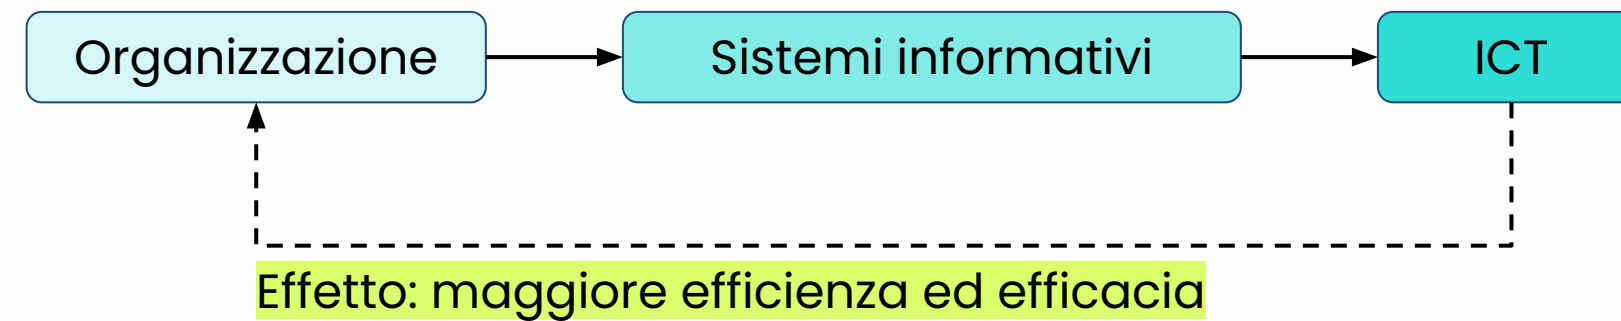 Organizzazione
Sistemi informativi
ICT
Effetto: maggiore efficienza ed efficacia